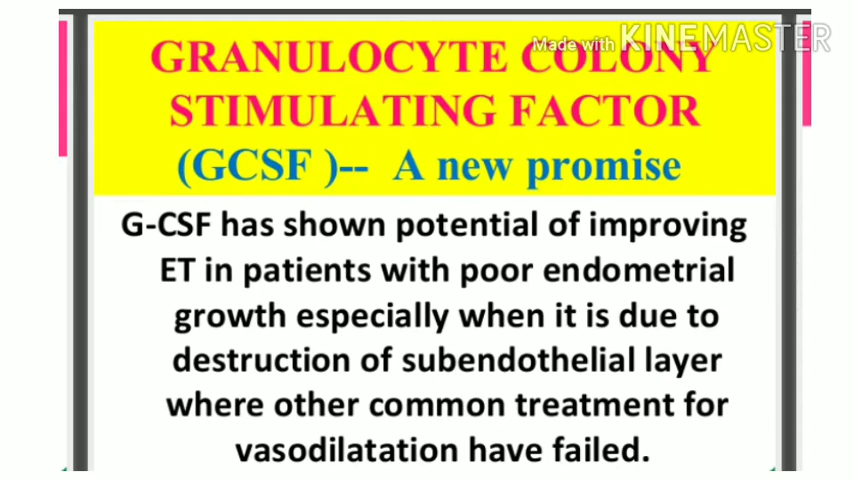 Made with KINEMASTER
GRANULOCYTE COLONY
STIMULATING FACTOR
(GCSF )-- A new promise
G-CSF has shown potential of improving
ET in patients with poor endometrial
growth especially when it is due to
destruction of subendothelial layer
where other common treatment for
vasodilatation have failed.